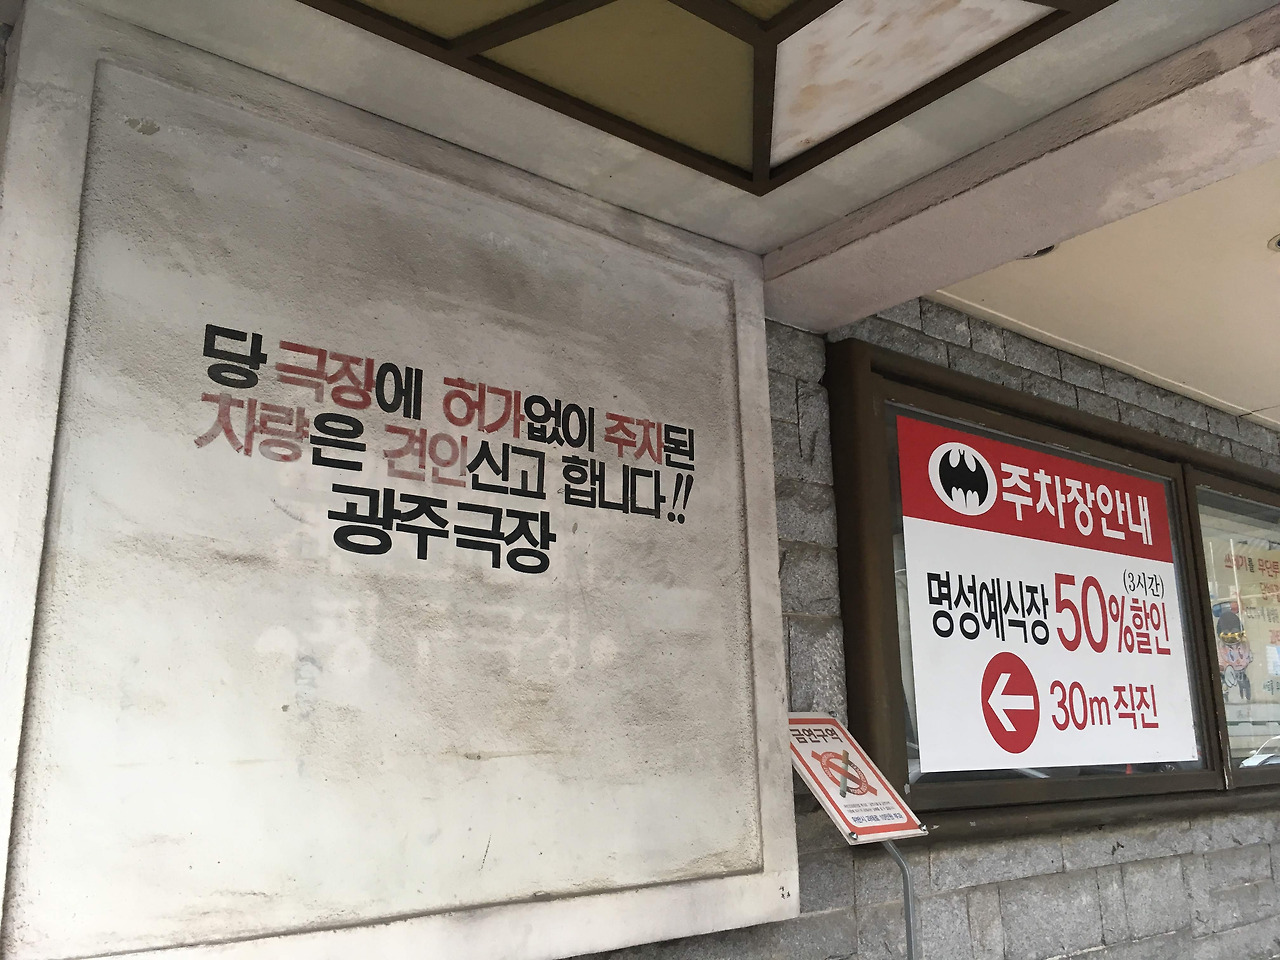 당 극장에 허가없이 주차된
차량은 견인신고 합니다!!
광주극장
주차장안내
(3시간)
명성예식장 50%할인
30m 직진
금연구역